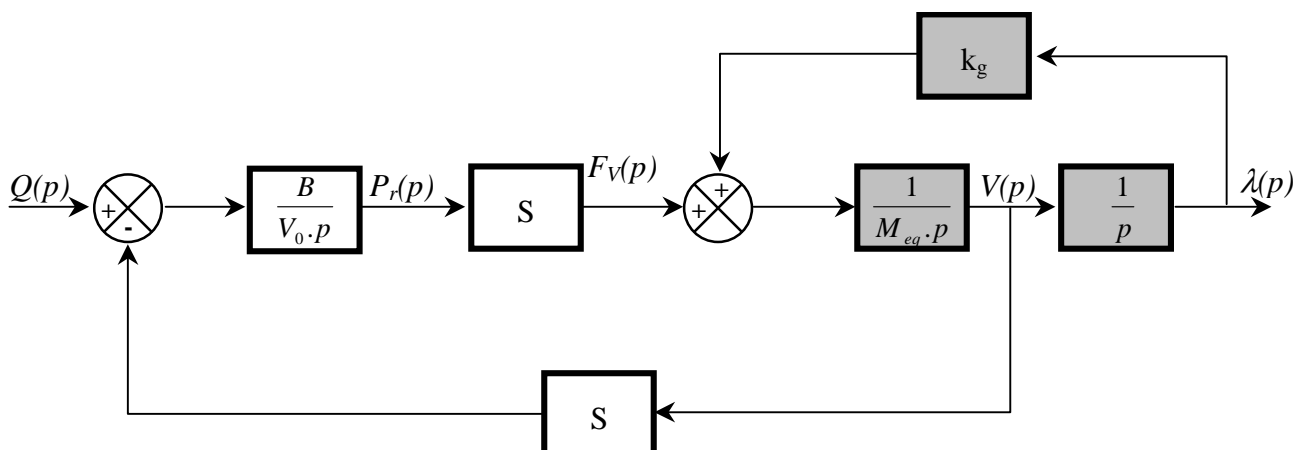 k_g
Q(p) + - B / V_0 . p P_r(p) S F_V(p) + + 1 / M_eq . p V(p) 1 / p λ(p)
S